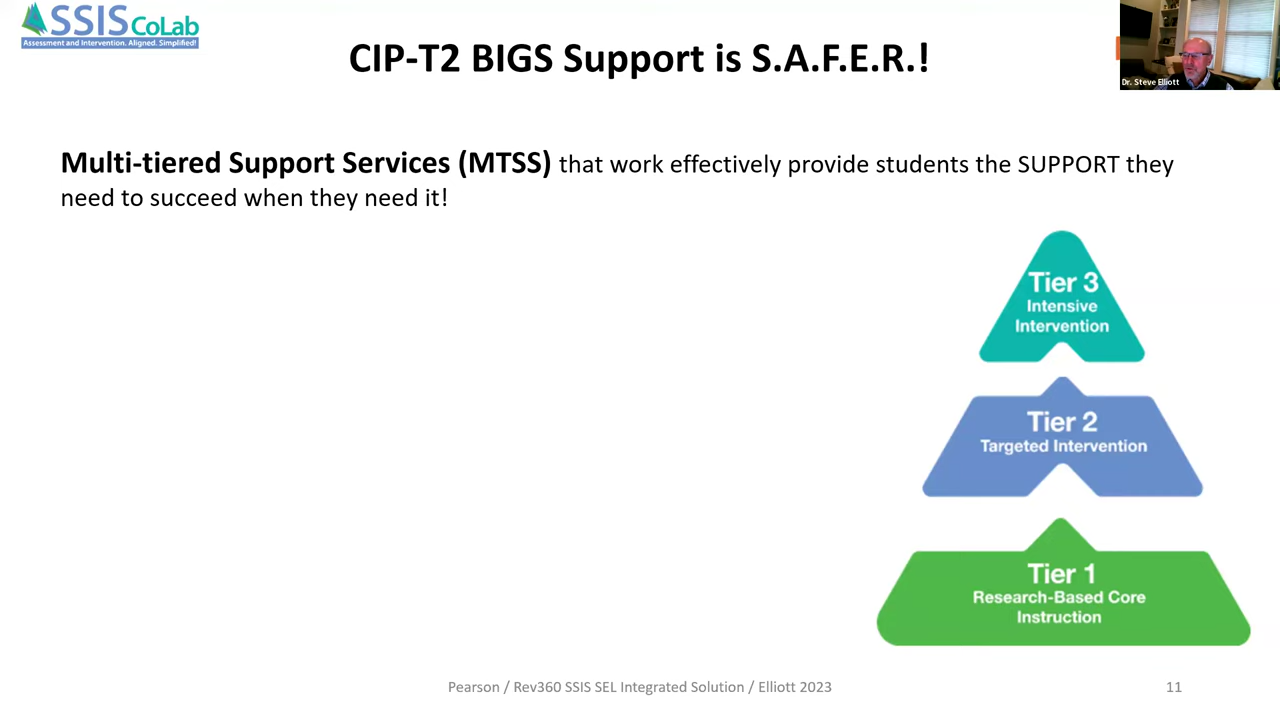 SSIS CoLab
Assessment and Intervention. Aligned. Simplified!
CIP-T2 BIGS Support is S.A.F.E.R.!
Dr. Steve Elliott
Multi-tiered Support Services (MTSS) that work effectively provide students the SUPPORT they
need to succeed when they need it!
Tier 3
Intensive
Intervention
Tier 2
Targeted Intervention
Tier 1
Research-Based Core
Instruction
Pearson / Rev360 SSIS SEL Integrated Solution / Elliott 2023
11